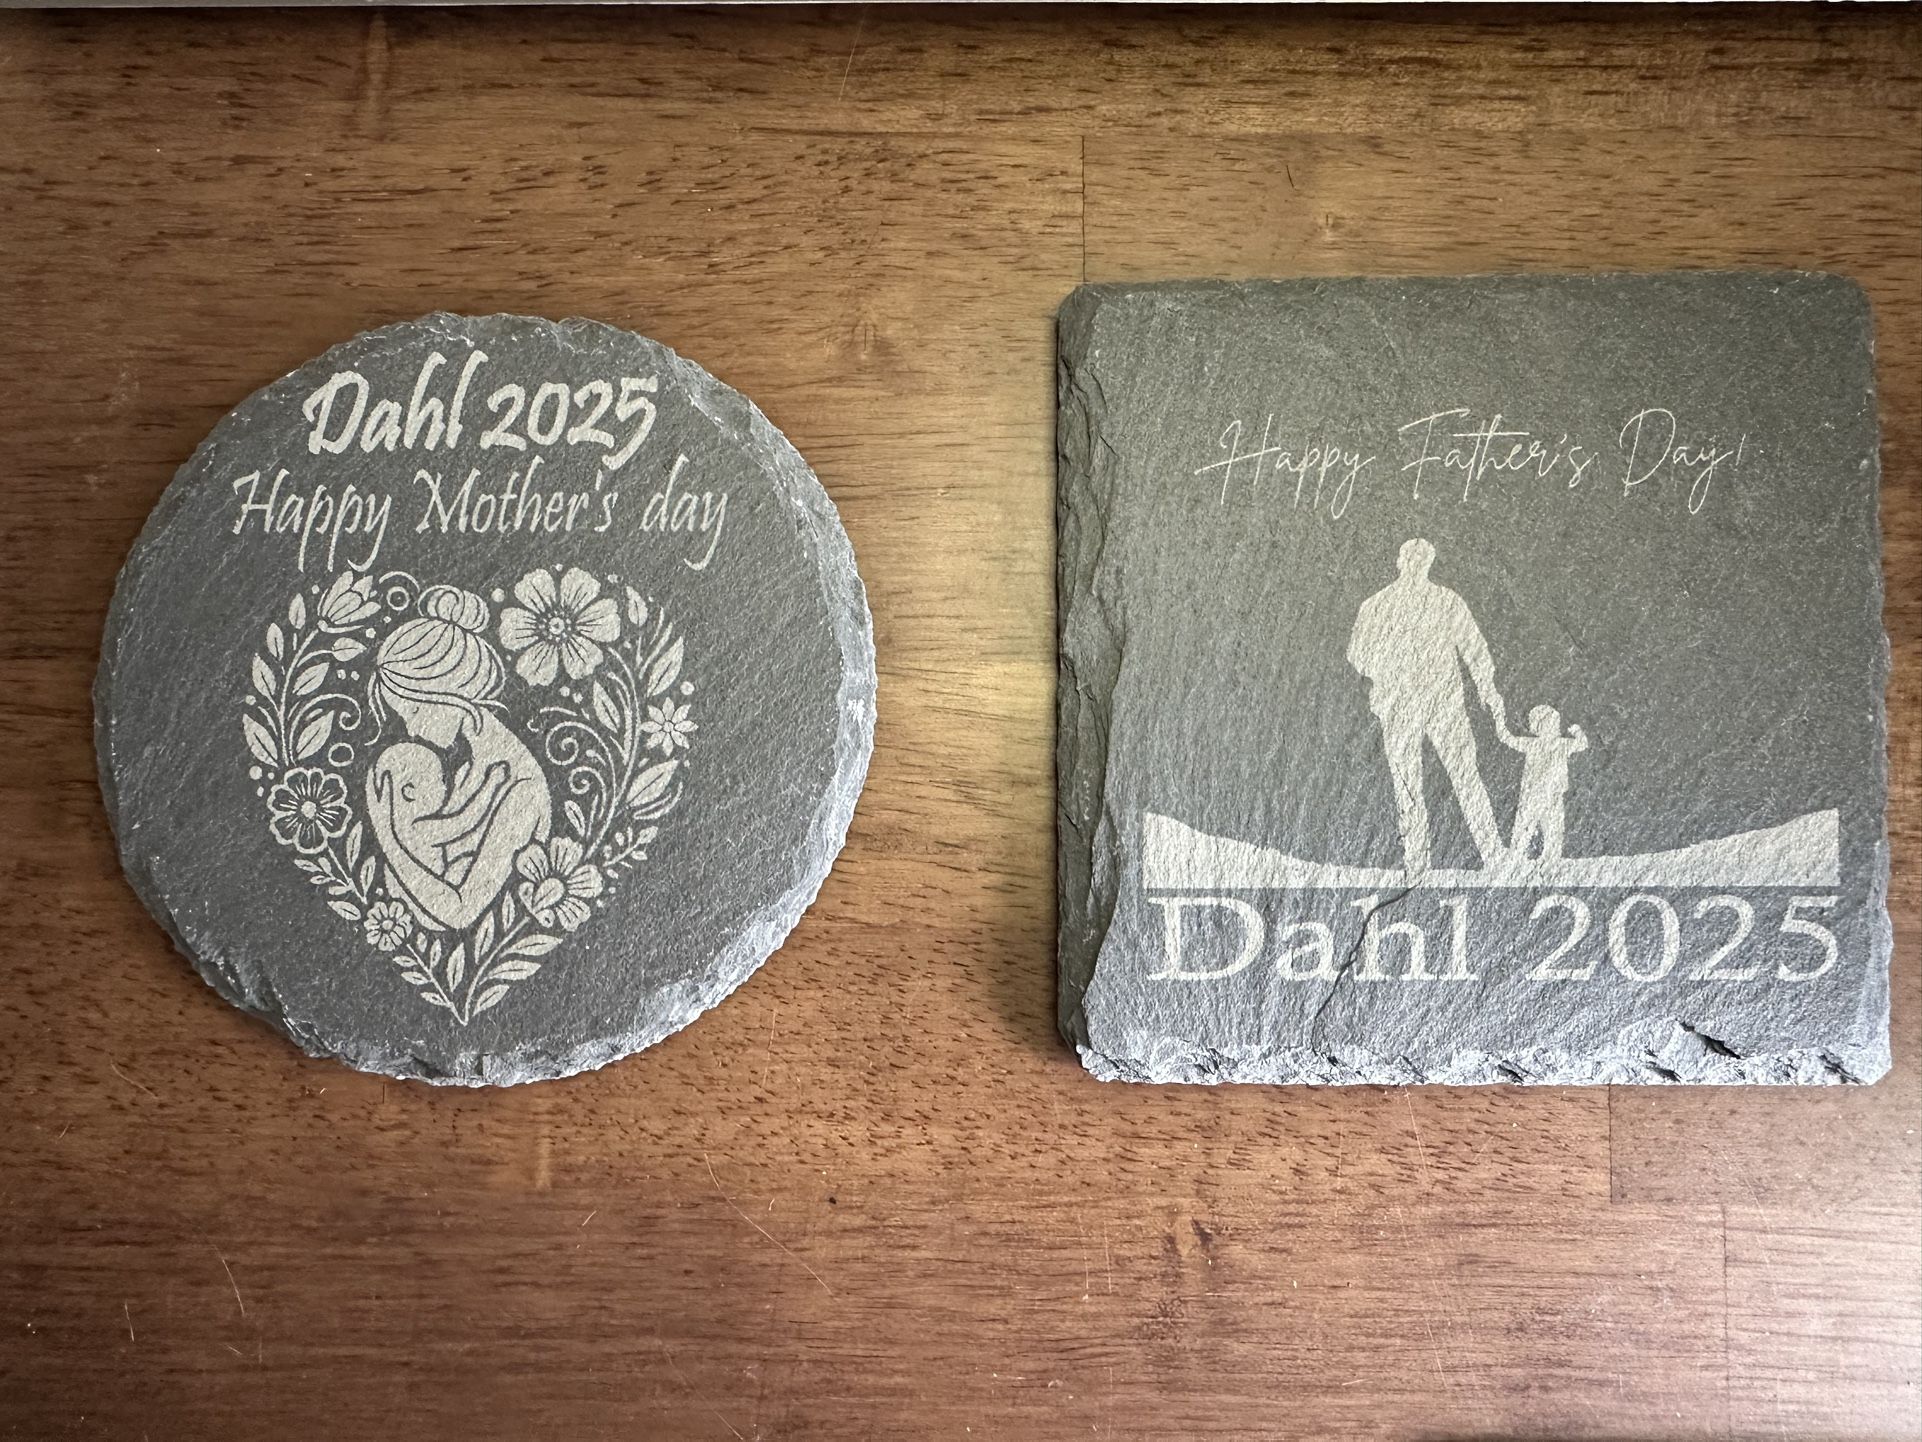 Dahl 2025
Happy Mother's day
Happy Father's Day!
Dahl 2025